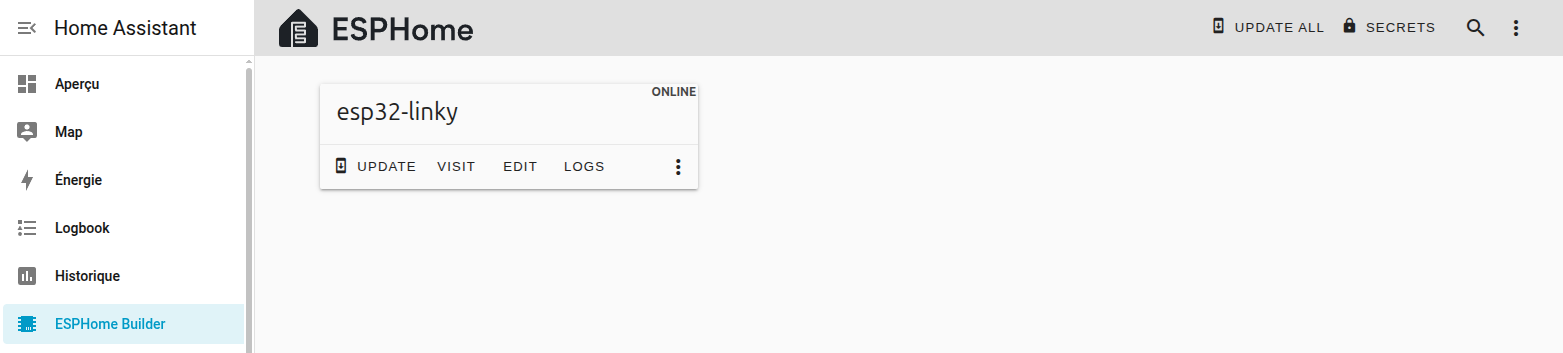 Home Assistant
ESPHome
UPDATE ALL
SECRETS
Aperçu
Map
Énergie
Logbook
Historique
ESPHome Builder
ONLINE
esp32-linky
UPDATE
VISIT
EDIT
LOGS